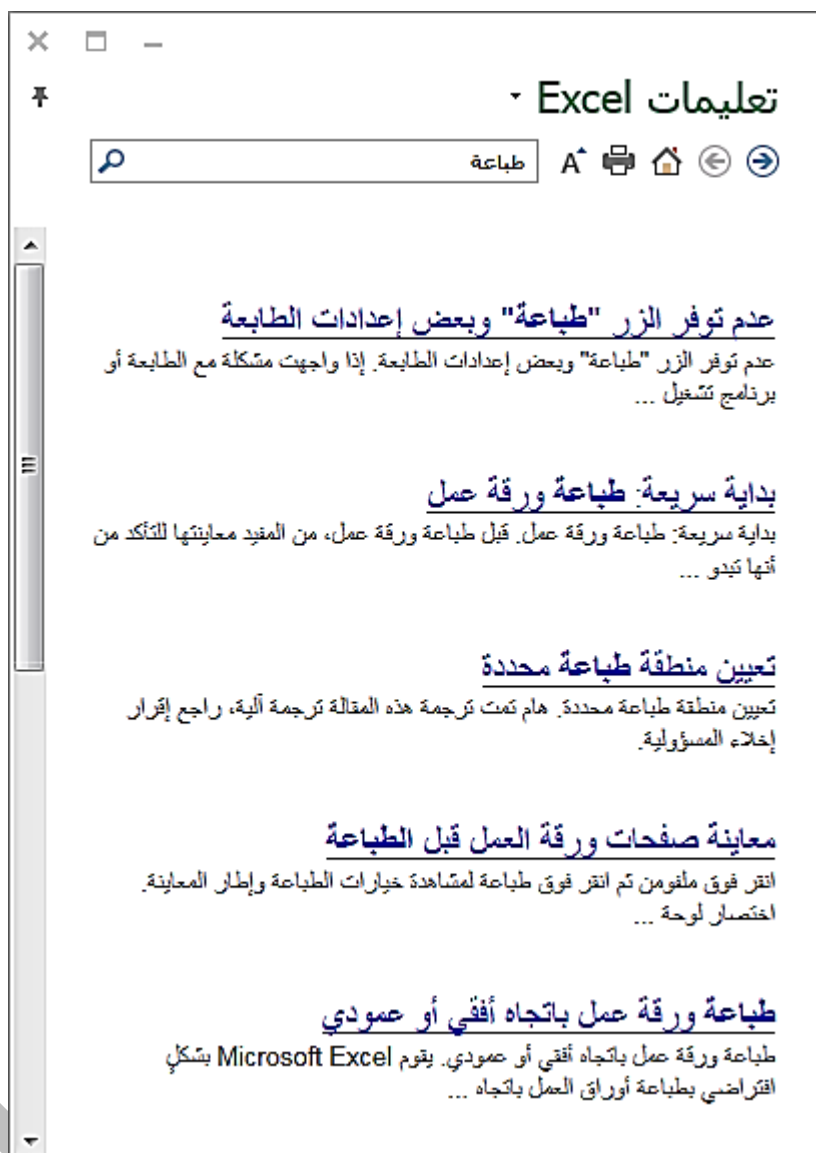 تعليمات Excel
طباعة
عدم توفر الزر "طباعة" وبعض إعدادات الطابعة
عدم توفر الزر "طباعة" وبعض إعدادات الطابعة. إذا واجهت مشكلة مع الطابعة أو
برنامج تشغيل ...
بداية سريعة: طباعة ورقة عمل
بداية سريعة: طباعة ورقة عمل. قبل طباعة ورقة عمل، من المفيد معاينتها للتأكد من
أنها تبدو ...
تعيين منطقة طباعة محددة
تعيين منطقة طباعة محددة. هام تمت ترجمة هذه المقالة ترجمة آلية، راجع إقرار
إخلاء المسؤولية.
معاينة صفحات ورقة العمل قبل الطباعة
انقر فوق ملفومن ثم انقر فوق طباعة لمشاهدة خيارات الطباعة وإطار المعاينة.
اختصار لوحة ...
طباعة ورقة عمل باتجاه أفقي أو عمودي
طباعة ورقة عمل باتجاه أفقي أو عمودي. يقوم Microsoft Excel بشكلٍ
افتراضي بطباعة أوراق العمل باتجاه ...